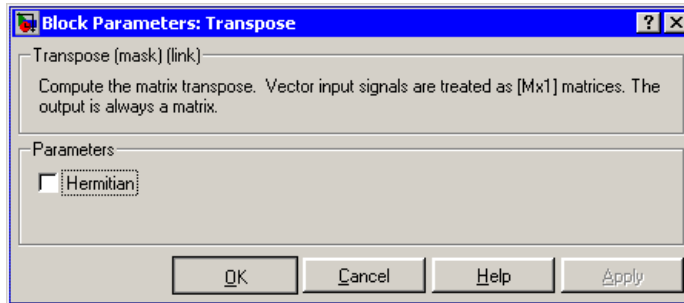 Block Parameters: Transpose
Transpose (mask) (link)
Compute the matrix transpose. Vector input signals are treated as [Mx1] matrices. The
output is always a matrix.
Parameters
Hermitian
OK Cancel Help Apply